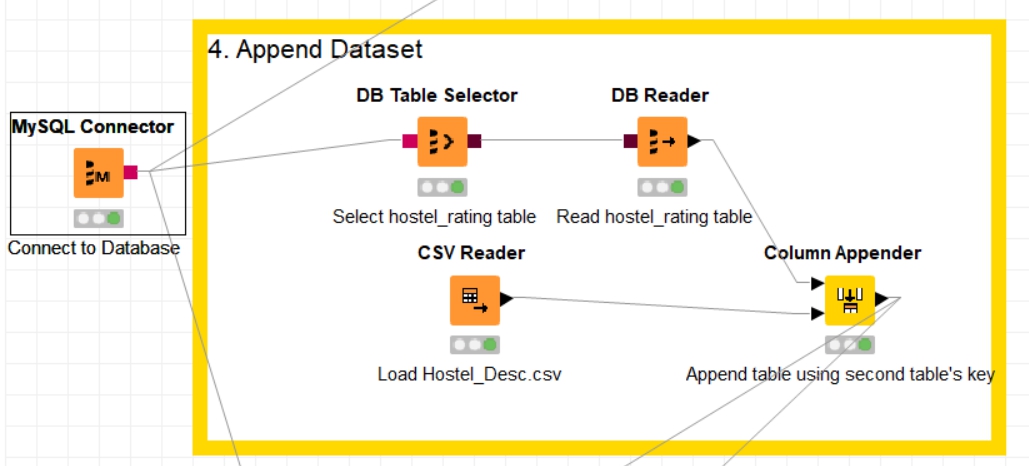 4. Append Dataset
DB Table Selector
DB Reader
MySQL Connector
M
Select hostel_rating table
Read hostel_rating table
Connect to Database
CSV Reader
Column Appender
Load Hostel_Desc.csv
Append table using second table's key